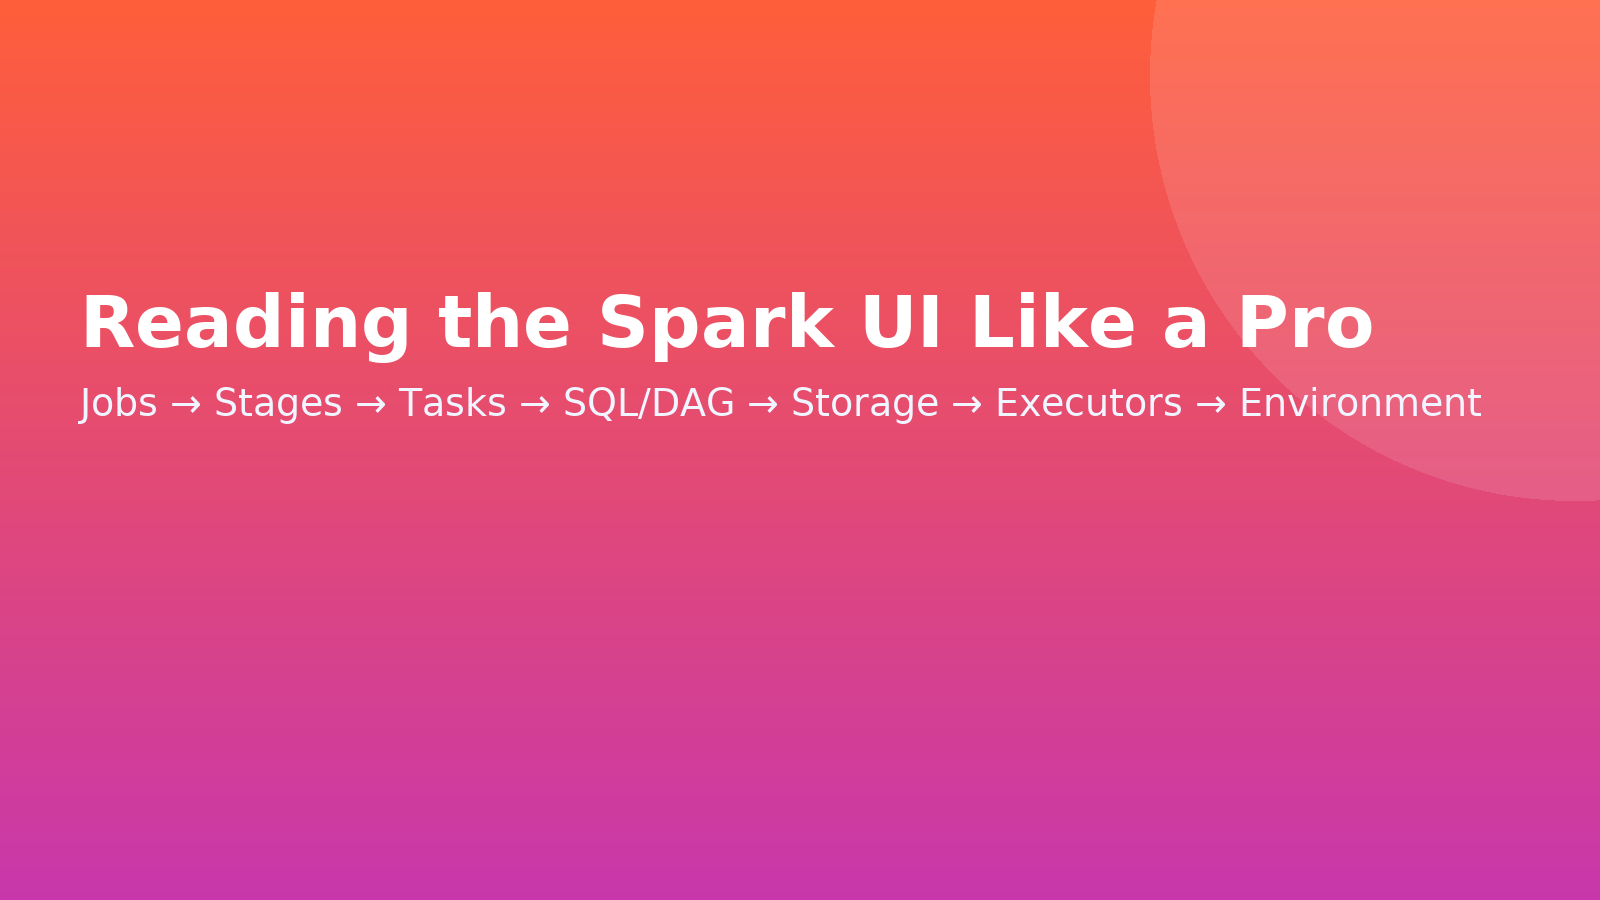 Reading the Spark UI Like a Pro
Jobs → Stages → Tasks → SQL/DAG → Storage → Executors → Environment